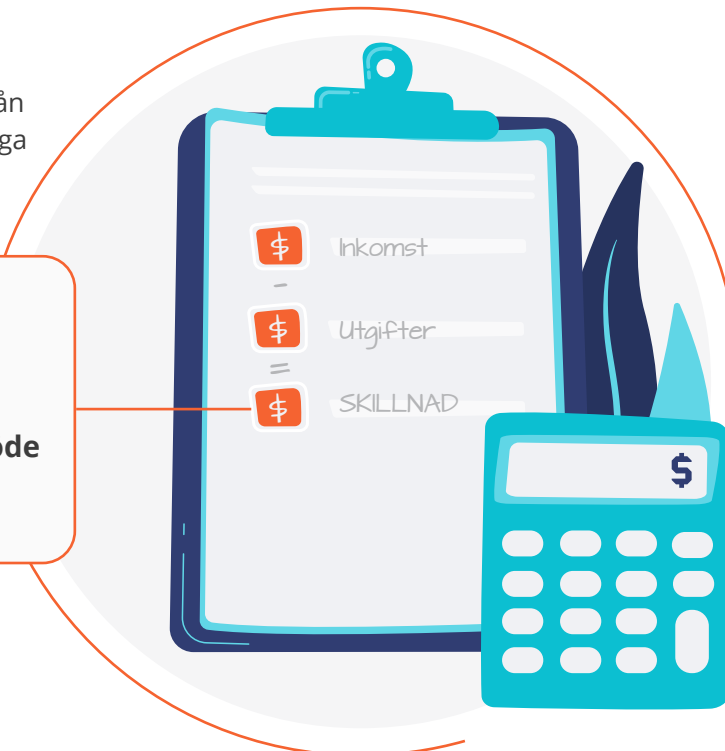 ån
ga
$ Inkomst
-
$ Utgifter
=
$ SKILLNAD
ode
$